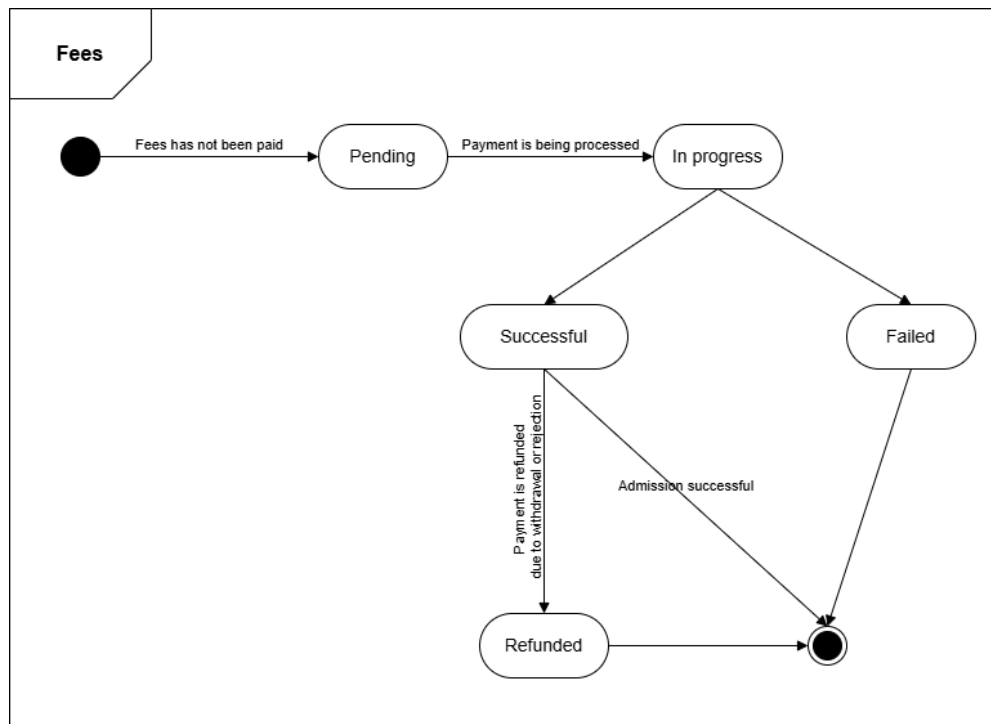 Fees
Fees has not been paid
Pending
Payment is being processed
In progress
Successful
Failed
Payment is refunded
due to withdrawal or rejection
Admission successful
Refunded